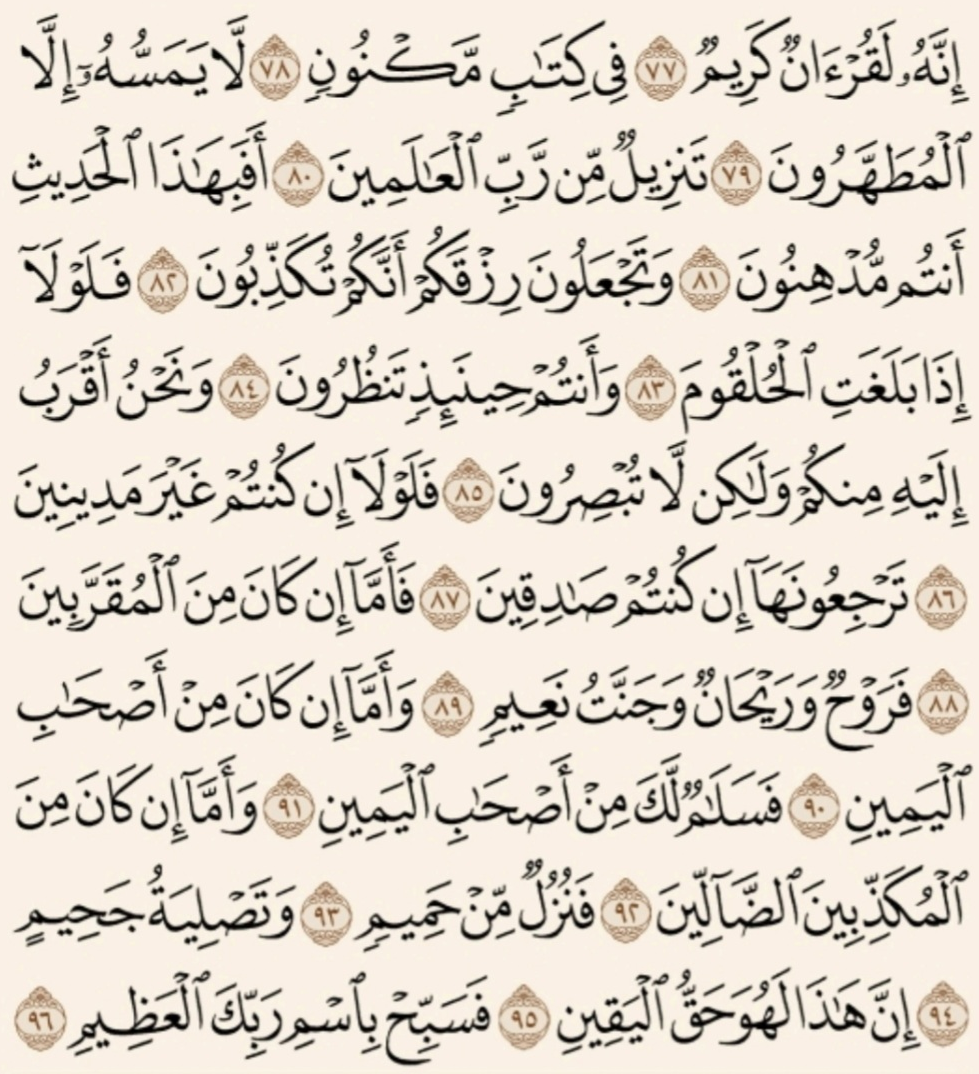 إِنَّهُۥ لَقُرْءَانٌ كَرِيمٌ ٧٧ فِى كِتَٰبٍ مَّكْنُونٍ ٧٨ لَّا يَمَسُّهُۥٓ إِلَّا
ٱلْمُطَهَّرُونَ ٧٩ تَنزِيلٌ مِّن رَّبِّ ٱلْعَٰلَمِينَ ٨٠ أَفَبِهَٰذَا ٱلْحَدِيثِ
أَنتُم مُّدْهِنُونَ ٨١ وَتَجْعَلُونَ رِزْقَكُمْ أَنَّكُمْ تُكَذِّبُونَ ٨٢ فَلَوْلَآ
إِذَا بَلَغَتِ ٱلْحُلْقُومَ ٨٣ وَأَنتُمْ حِينَئِذٍ تَنظُرُونَ ٨٤ وَنَحْنُ أَقْرَبُ
إِلَيْهِ مِنكُمْ وَلَٰكِن لَّا تُبْصِرُونَ ٨٥ فَلَوْلَآ إِن كُنتُمْ غَيْرَ مَدِينِينَ
٨٦ تَرْجِعُونَهَآ إِن كُنتُمْ صَٰدِقِينَ ٨٧ فَأَمَّآ إِن كَانَ مِنَ ٱلْمُقَرَّبِينَ
٨٨ فَرَوْحٌ وَرَيْحَانٌ وَجَنَّتُ نَعِيمٍ ٨٩ وَأَمَّآ إِن كَانَ مِنْ أَصْحَٰبِ
ٱلْيَمِينِ ٩٠ فَسَلَٰمٌ لَّكَ مِنْ أَصْحَٰبِ ٱلْيَمِينِ ٩١ وَأَمَّآ إِن كَانَ مِنَ
ٱلْمُكَذِّبِينَ ٱلضَّآلِّينَ ٩٢ فَنُزُلٌ مِّنْ حَمِيمٍ ٩٣ وَتَصْلِيَةُ جَحِيمٍ
٩٤ إِنَّ هَٰذَا لَهُوَ حَقُّ ٱلْيَقِينِ ٩٥ فَسَبِّحْ بِٱسْمِ رَبِّكَ ٱلْعَظِيمِ ٩٦